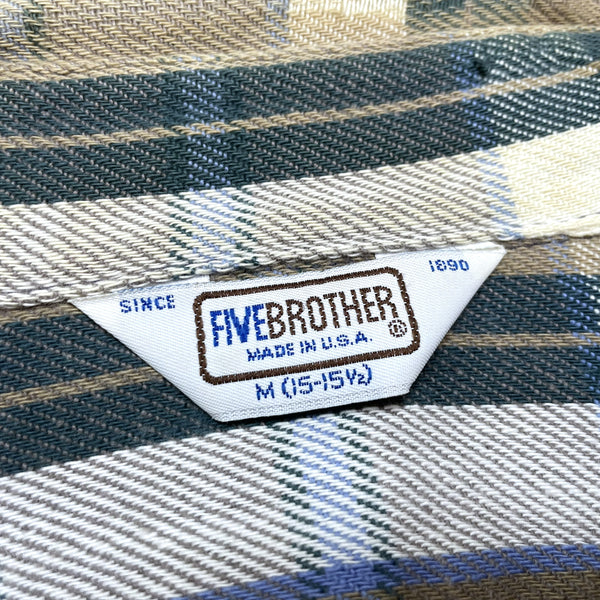 SINCE 1890
FIVEBROTHER®
MADE IN U.S.A.
M (15-15½)